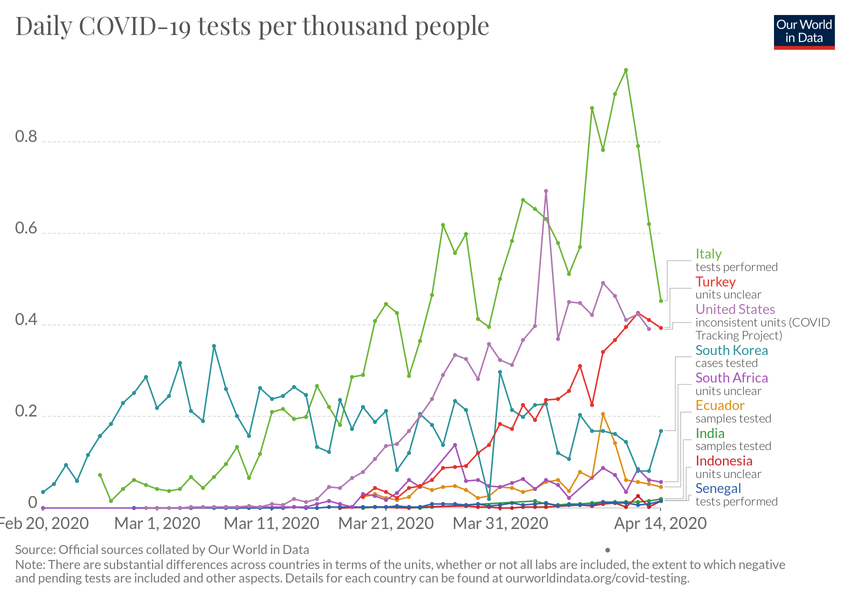 Daily COVID-19 tests per thousand people
Our World
in Data
0.8
0.6
0.4
0.2
0
Italy
tests performed
Turkey
units unclear
United States
inconsistent units (COVID
Tracking Project)
South Korea
cases tested
South Africa
units unclear
Ecuador
samples tested
India
samples tested
Indonesia
units unclear
Senegal
tests performed
Feb 20, 2020 Mar 1, 2020 Mar 11, 2020 Mar 21, 2020 Mar 31, 2020 Apr 14, 2020
Source: Official sources collated by Our World in Data
Note: There are substantial differences across countries in terms of the units, whether or not all labs are included, the extent to which negative
and pending tests are included and other aspects. Details for each country can be found at ourworldindata.org/covid-testing.